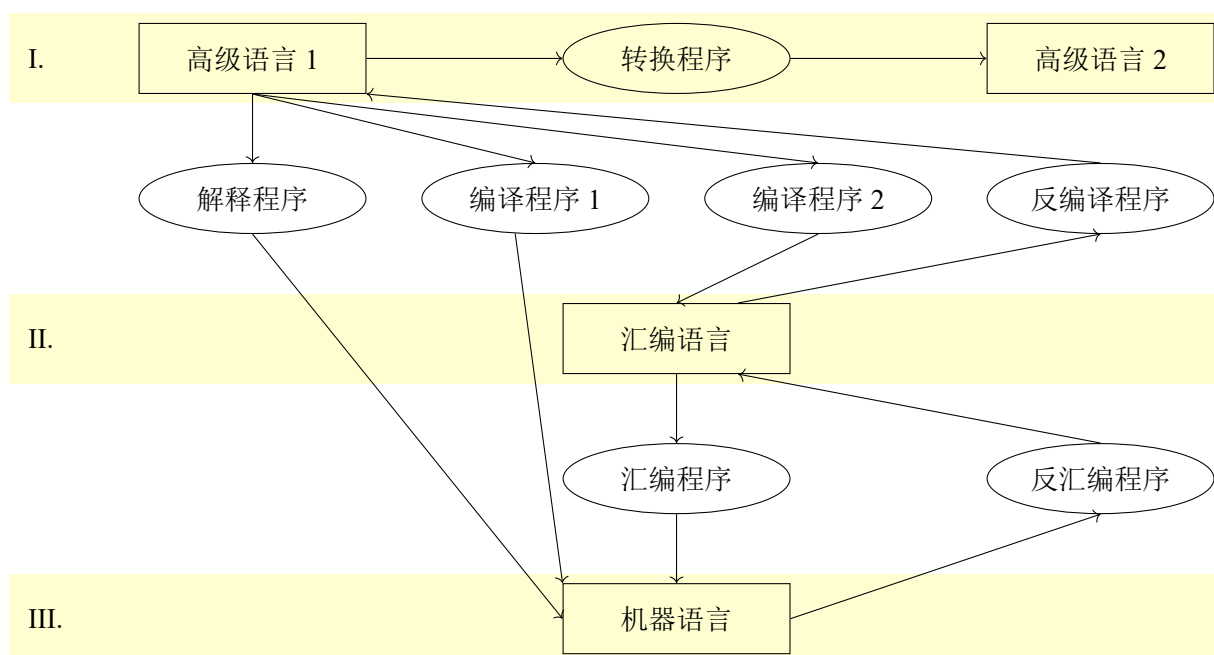 I. 高级语言 1 转换程序 高级语言 2
解释程序 编译程序 1 编译程序 2 反编译程序
II. 汇编语言
汇编程序 反汇编程序
III. 机器语言